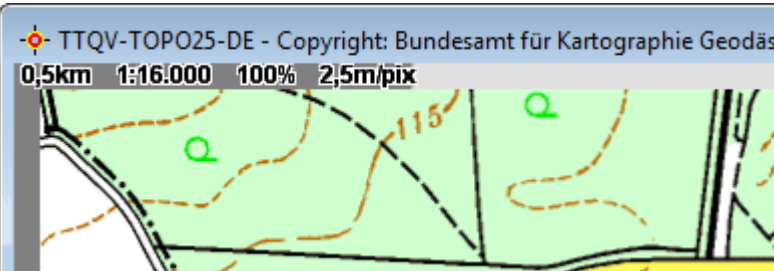 TTQV-TOPO25-DE - Copyright: Bundesamt für Kartographie Geodäs
0,5km 1:16.000 100% 2,5m/pix
115